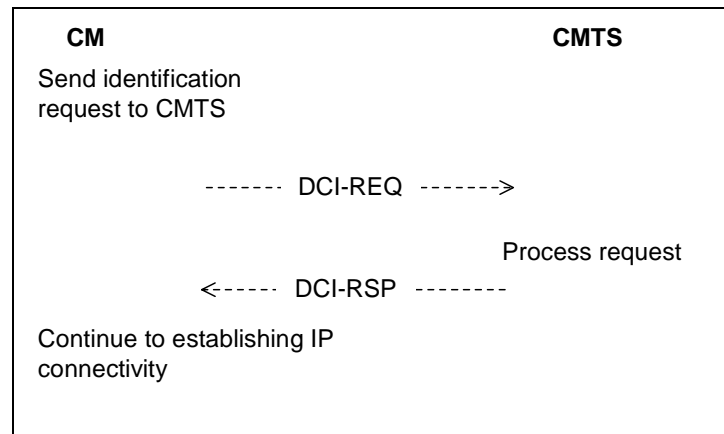 CM CMTS
Send identification
request to CMTS
DCI-REQ
Process request
DCI-RSP
Continue to establishing IP
connectivity